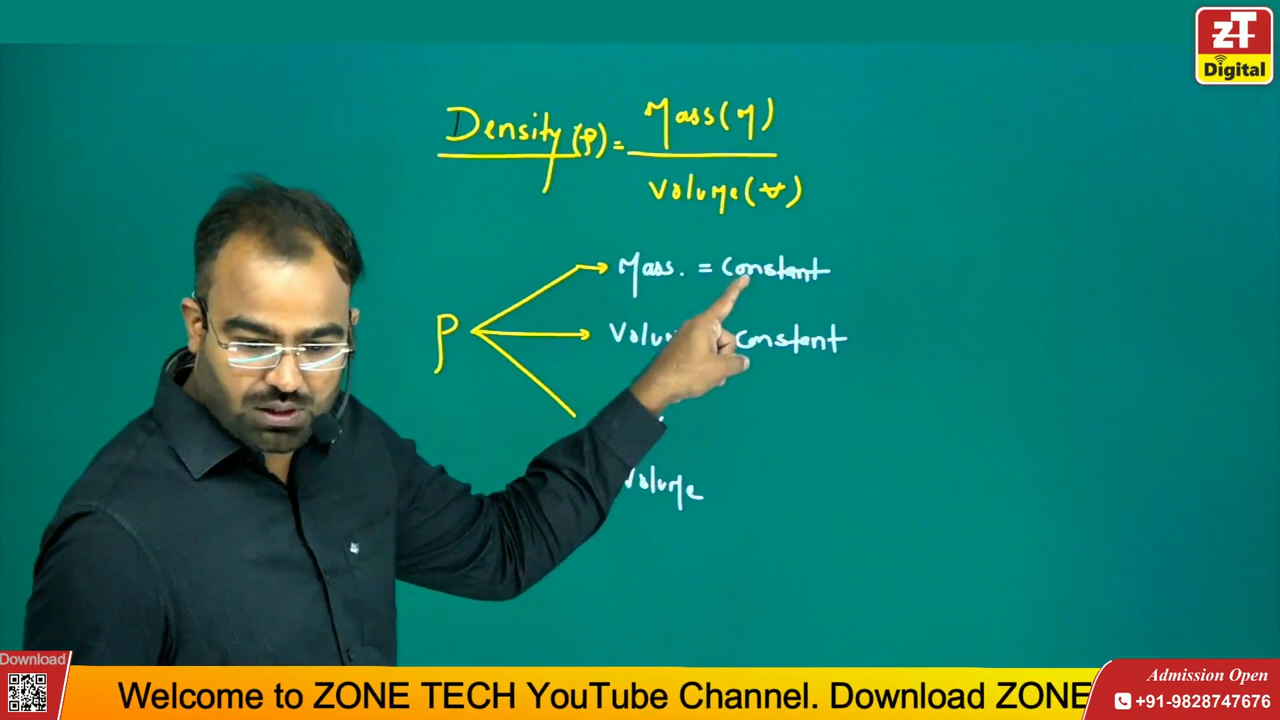 ZT
Digital
Density (ρ) = Mass (M)
Volume (V)
ρ
Mass. = Constant
Constant
Volume
Download
Welcome to ZONE TECH YouTube Channel. Download ZONE
Admission Open
+91-9828747676